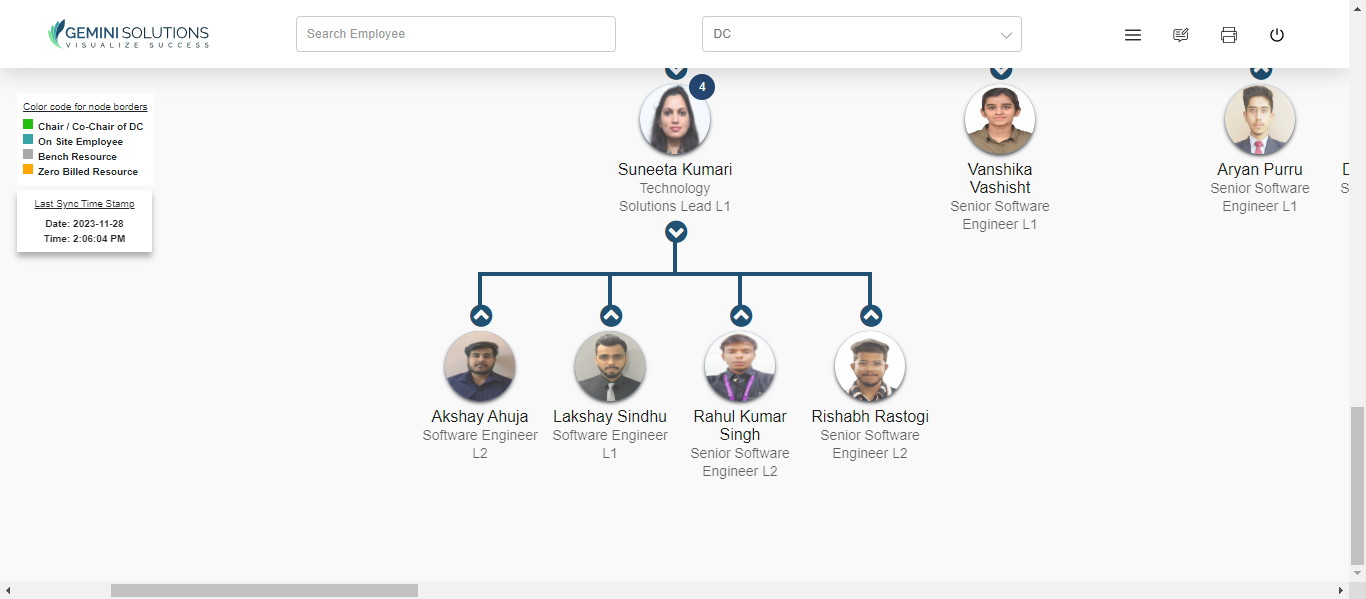 GEMINI SOLUTIONS
VISUALIZE SUCCESS
Search Employee
DC
Color code for node borders
Chair / Co-Chair of DC
On Site Employee
Bench Resource
Zero Billed Resource
Last Sync Time Stamp
Date: 2023-11-28
Time: 2:06:04 PM
4
Suneeta Kumari
Technology
Solutions Lead L1
Vanshika
Vashisht
Senior Software
Engineer L1
Aryan Purru
Senior Software
Engineer L1
Akshay Ahuja
Software Engineer
L2
Lakshay Sindhu
Software Engineer
L1
Rahul Kumar
Singh
Senior Software
Engineer L2
Rishabh Rastogi
Senior Software
Engineer L2